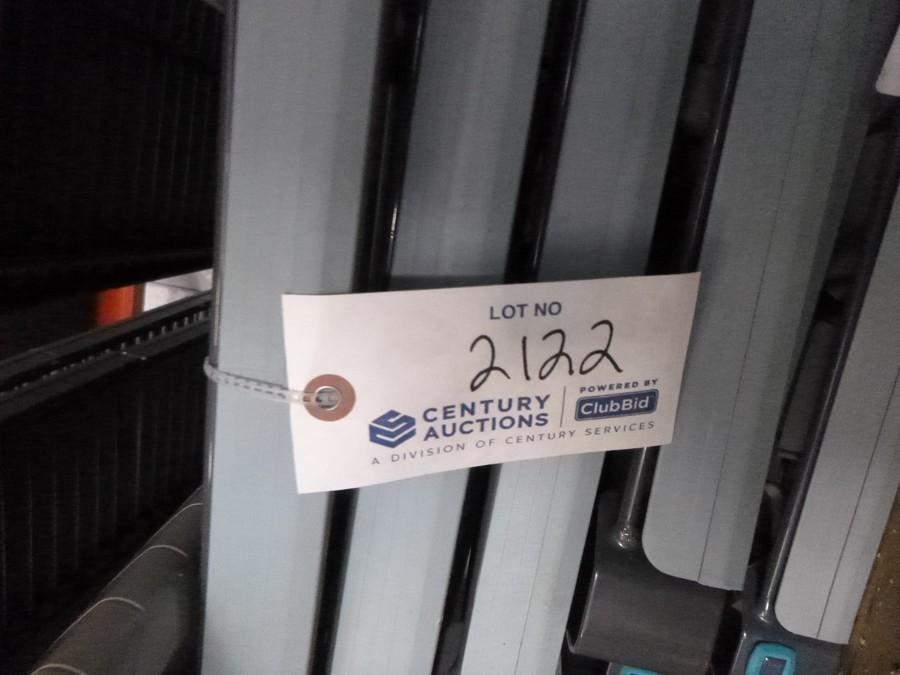 LOT NO
2122
CENTURY AUCTIONS
POWERED BY
ClubBid
A DIVISION OF CENTURY SERVICES